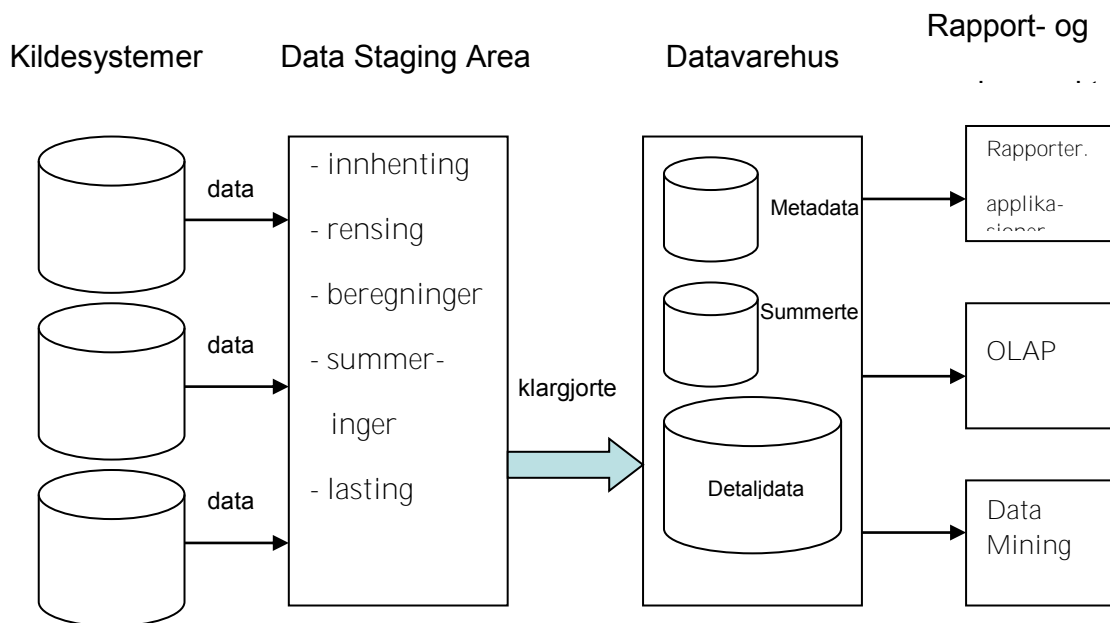 Kildesystemer
Data Staging Area
Datavarehus
Rapport- og
data
data
data
- innhenting
- rensing
- beregninger
- summer-
inger
- lasting
klargjorte
Metadata
Summerte
Detaljdata
Rapporter.
applika-
sjoner
OLAP
Data
Mining